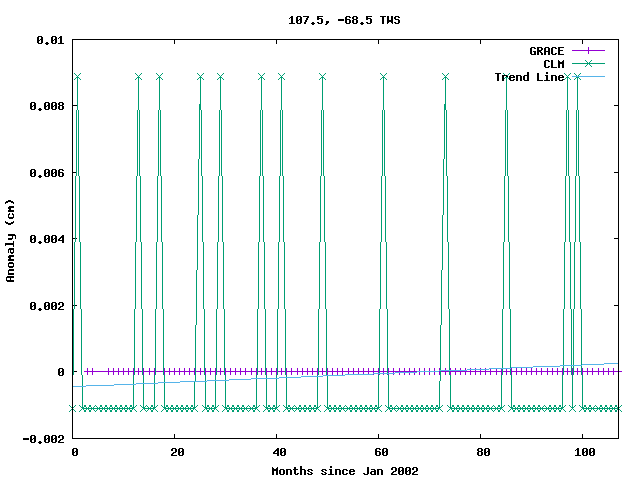 107.5, -68.5 TWS
0.01
0.008
0.006
0.004
0.002
0
-0.002
Anomaly (cm)
GRACE
CLM
Trend Line
0 20 40 60 80 100
Months since Jan 2002